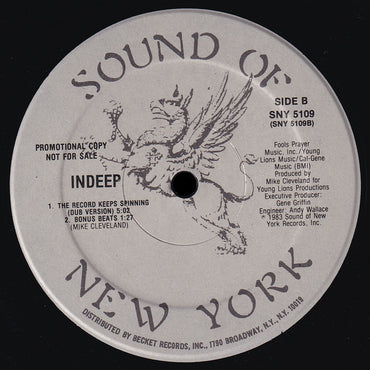 SOUND OF
NEW YORK
SIDE B
SNY 5109
(SNY 5109B)
PROMOTIONAL COPY
NOT FOR SALE
INDEEP
1. THE RECORD KEEPS SPINNING
(DUB VERSION) 5:02
2. BONUS BEATS 1:27
(MIKE CLEVELAND)
Fools Prayer
Music, Inc./Young
Lions Music/Cal-Gene
Music (BMI)
Produced by
Mike Cleveland for
Young Lions Productions
Executive Producer:
Gene Griffin
Engineer: Andy Wallace
℗ 1983 Sound of New
York Records, Inc.
DISTRIBUTED BY BECKET RECORDS, INC., 1790 BROADWAY, N.Y., N.Y. 10019